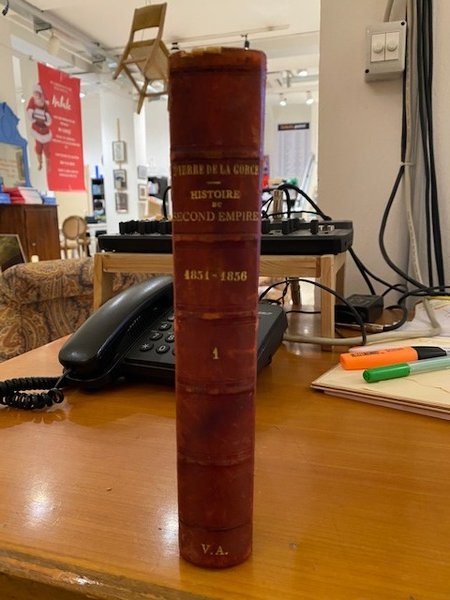 PIERRE DE LA GORCE
HISTOIRE
DU
SECOND EMPIRE
1851-1856
1
V.A.